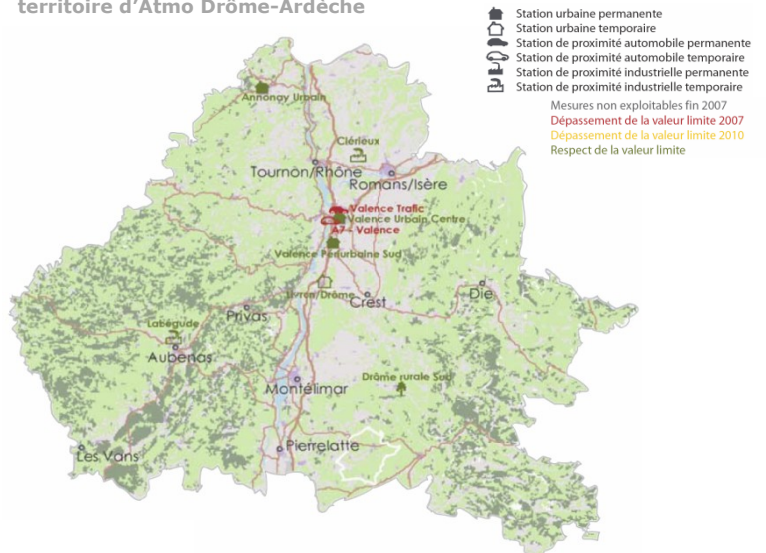 territoire d'Atmo Drôme-Ardèche
Station urbaine permanente
Station urbaine temporaire
Station de proximité automobile permanente
Station de proximité automobile temporaire
Station de proximité industrielle permanente
Station de proximité industrielle temporaire
Mesures non exploitables fin 2007
Dépassement de la valeur limite 2007
Dépassement de la valeur limite 2010
Respect de la valeur limite
Annonay Urbain
Clérieux
Tournon/Rhône
Romans/Isère
Valence Trafic
Valence Urbain Centre
A7 - Valence
Valence Périurbaine Sud
Livron/Drôme
Crest
Die
Privas
Labégude
Aubenas
Drôme rurale Sud
Montélimar
Pierrelatte
Les Vans